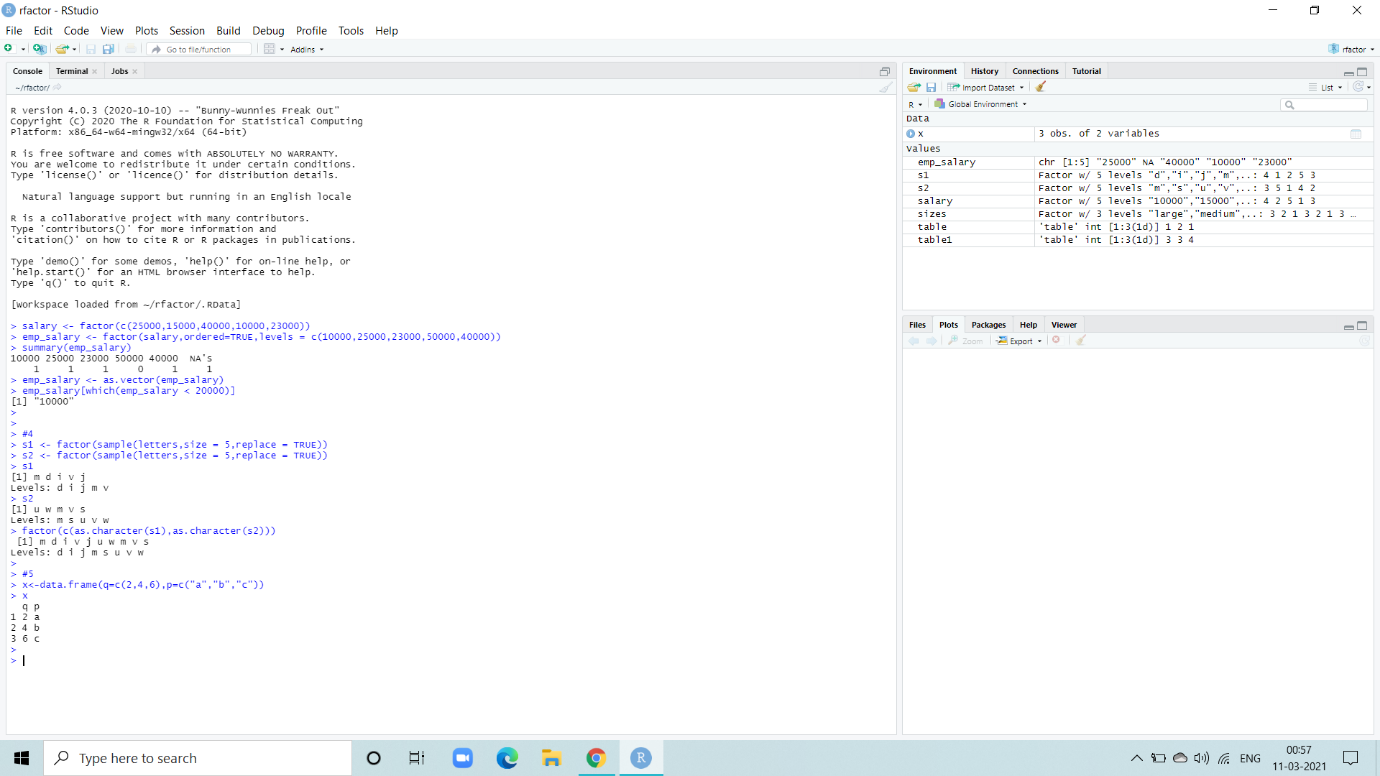 rfactor - RStudio
File Edit Code View Plots Session Build Debug Profile Tools Help
Go to file/function Addins rfactor
Console Terminal Jobs
~/rfactor/
R version 4.0.3 (2020-10-10) -- "Bunny-Wunnies Freak Out"
Copyright (C) 2020 The R Foundation for Statistical Computing
Platform: x86_64-w64-mingw32/x64 (64-bit)
R is free software and comes with ABSOLUTELY NO WARRANTY.
You are welcome to redistribute it under certain conditions.
Type 'license()' or 'licence()' for distribution details.
Natural language support but running in an English locale
R is a collaborative project with many contributors.
Type 'contributors()' for more information and
'citation()' on how to cite R or R packages in publications.
Type 'demo()' for some demos, 'help()' for on-line help, or
'help.start()' for an HTML browser interface to help.
Type 'q()' to quit R.
[Workspace loaded from ~/rfactor/.RData]
> salary <- factor(c(25000,15000,40000,10000,23000))
> emp_salary <- factor(salary,ordered=TRUE,levels = c(10000,25000,23000,50000,40000))
> summary(emp_salary)
10000 25000 23000 50000 40000 NA's
1 1 1 0 1 1
> emp_salary <- as.vector(emp_salary)
> emp_salary[which(emp_salary < 20000)]
[1] "10000"
>
>
> #4
> s1 <- factor(sample(letters,size = 5,replace = TRUE))
> s2 <- factor(sample(letters,size = 5,replace = TRUE))
> s1
[1] m d i v j
Levels: d i j m v
> s2
[1] u w m v s
Levels: m s u v w
> factor(c(as.character(s1),as.character(s2)))
[1] m d i v j u w m v s
Levels: d i j m s u v w
>
> #5
> x<-data.frame(q=c(2,4,6),p=c("a","b","c"))
> x
q p
1 2 a
2 4 b
3 6 c
>
>
Environment History Connections Tutorial
Import Dataset List
R Global Environment
Data
x 3 obs. of 2 variables
Values
emp_salary chr [1:5] "25000" NA "40000" "10000" "23000"
s1 Factor w/ 5 levels "d","i","j","m",..: 4 1 2 5 3
s2 Factor w/ 5 levels "m","s","u","v",..: 3 5 1 4 2
salary Factor w/ 5 levels "10000","15000",..: 4 2 5 1 3
sizes Factor w/ 3 levels "large","medium",..: 3 2 1 3 2 1 3 ...
table 'table' int [1:3(1d)] 1 2 1
table1 'table' int [1:3(1d)] 3 3 4
Files Plots Packages Help Viewer
Zoom Export
Type here to search
ENG
00:57
11-03-2021